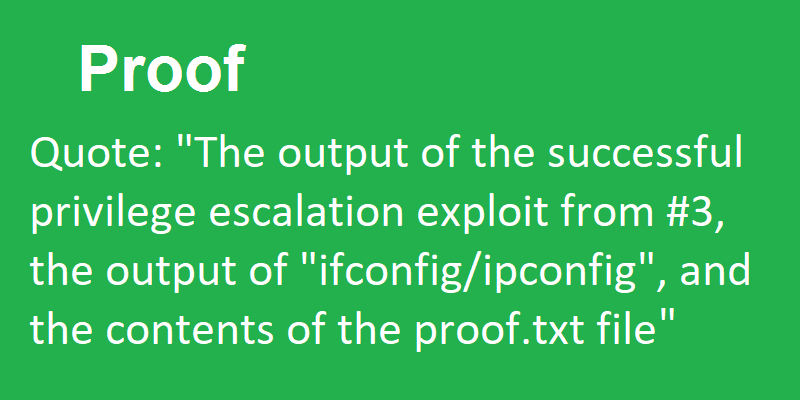 Proof
Quote: "The output of the successful
privilege escalation exploit from #3,
the output of "ifconfig/ipconfig", and
the contents of the proof.txt file"